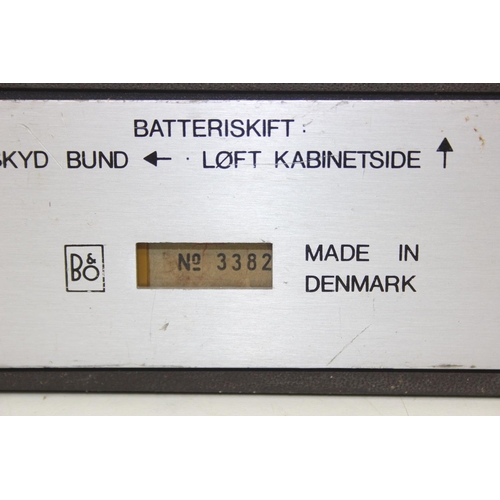 BATTERISKIFT:
SKYD BUND ← · LØFT KABINETSIDE ↑
B&O
Nº 3382
MADE IN
DENMARK